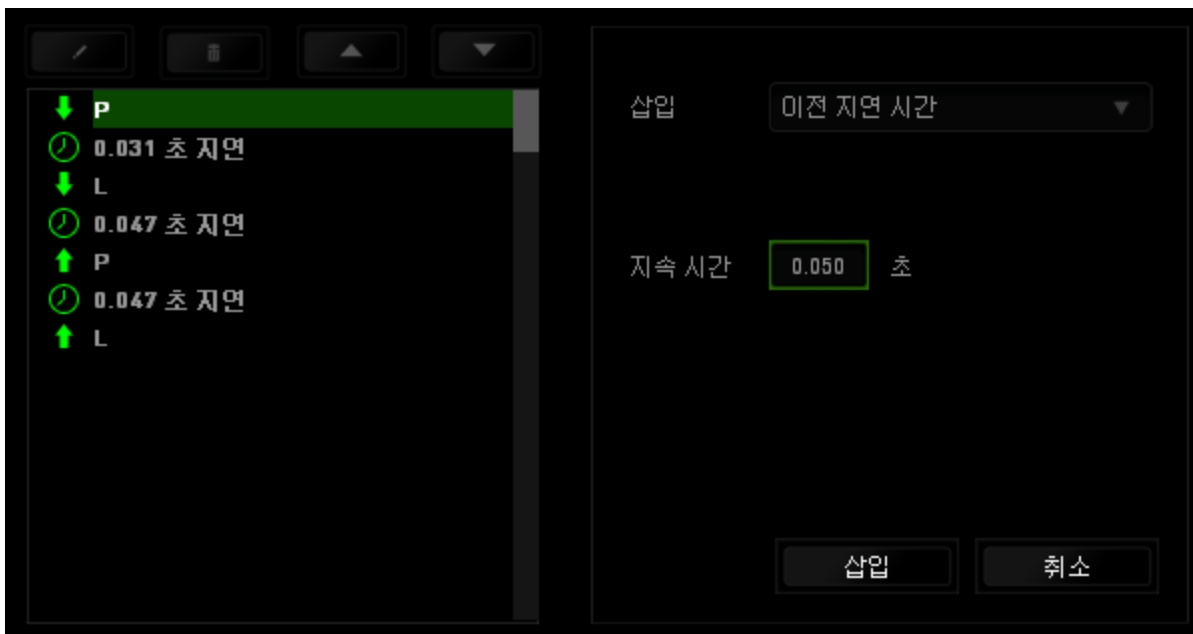 P
0.031 초 지연
L
0.047 초 지연
P
0.047 초 지연
L
삽입 이전 지연 시간
지속 시간 0.050 초
삽입 취소